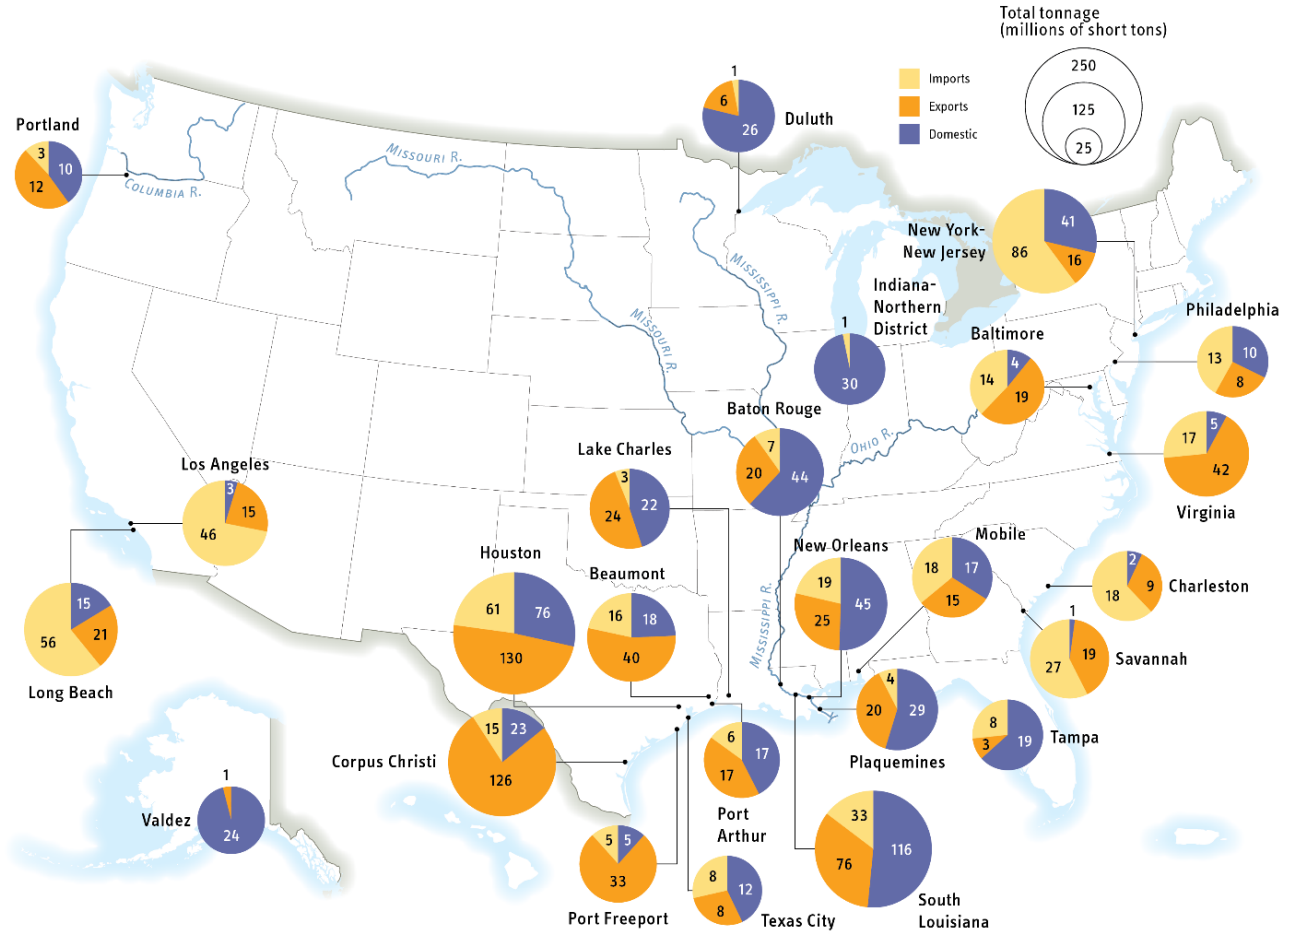 Total tonnage
(millions of short tons)
250
125
25
Imports
Exports
Domestic
Portland
3
10
12
COLUMBIA R.
MISSOURI R.
1
6
26
Duluth
MISSISSIPPI R.
MISSOURI R.
New York-
New Jersey
41
86
16
Indiana-
Northern
District
1
30
Baltimore
4
14
19
Philadelphia
13
10
8
5
17
42
Virginia
OHIO R.
Baton Rouge
7
20
44
Lake Charles
3
22
24
Los Angeles
3
15
46
15
21
56
Long Beach
Houston
61
76
130
Beaumont
16
18
40
MISSISSIPPI R.
New Orleans
19
45
25
Mobile
18
17
15
2
9
18
Charleston
1
19
27
Savannah
4
29
20
Plaquemines
8
3
19
Tampa
Corpus Christi
15
23
126
6
17
17
Port
Arthur
Valdez
1
24
5
5
33
Port Freeport
8
12
8
Texas City
33
116
76
South
Louisiana